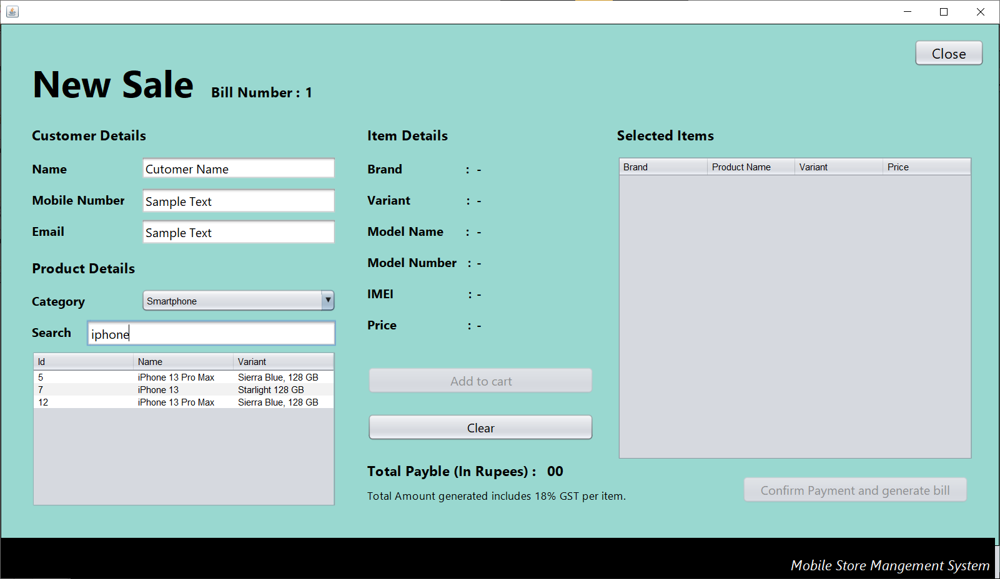 Close
New Sale Bill Number : 1
Customer Details
Name Cutomer Name
Mobile Number Sample Text
Email Sample Text
Product Details
Category Smartphone
Search iphone
Id Name Variant
5 iPhone 13 Pro Max Sierra Blue, 128 GB
7 iPhone 13 Starlight 128 GB
12 iPhone 13 Pro Max Sierra Blue, 128 GB
Item Details
Brand : -
Variant : -
Model Name : -
Model Number : -
IMEI : -
Price : -
Add to cart
Clear
Total Payble (In Rupees) : 00
Total Amount generated includes 18% GST per item.
Selected Items
Brand Product Name Variant Price
Confirm Payment and generate bill
Mobile Store Mangement System